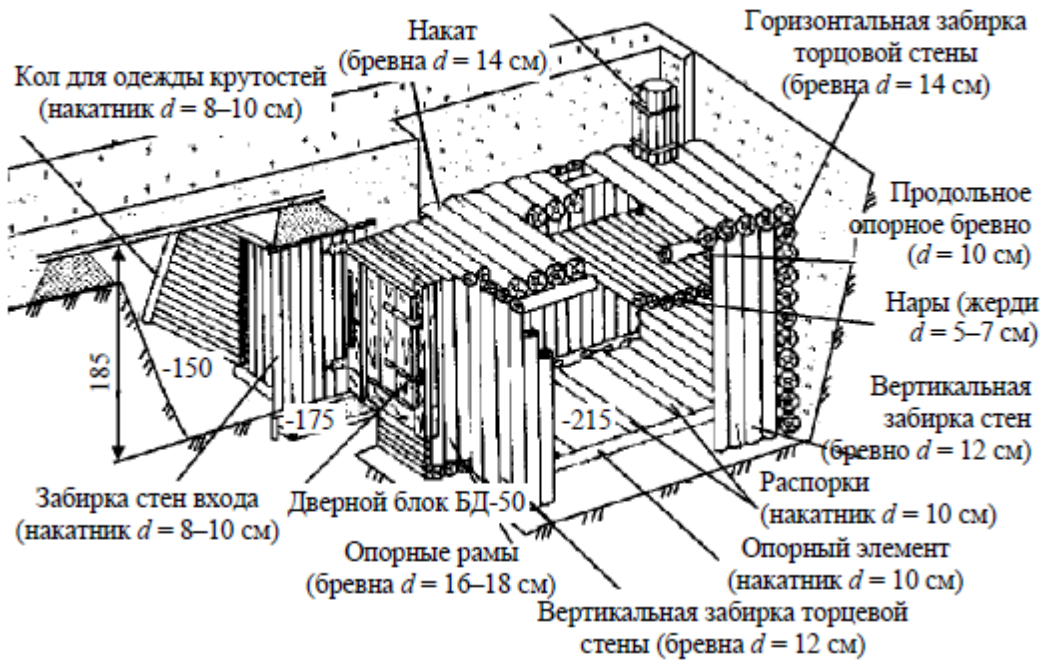 Накат
(бревна d = 14 см)
Горизонтальная забирка
торцовой стены
(бревна d = 14 см)
Кол для одежды крутостей
(накатник d = 8–10 см)
Продольное
опорное бревно
(d = 10 см)
Нары (жерди
d = 5–7 см)
Вертикальная
забирка стен
(бревно d = 12 см)
185
-150
-175
-215
Забирка стен входа
(накатник d = 8–10 см)
Дверной блок БД-50
Распорки
(накатник d = 10 см)
Опорные рамы
(бревна d = 16–18 см)
Опорный элемент
(накатник d = 10 см)
Вертикальная забирка торцевой
стены (бревна d = 12 см)